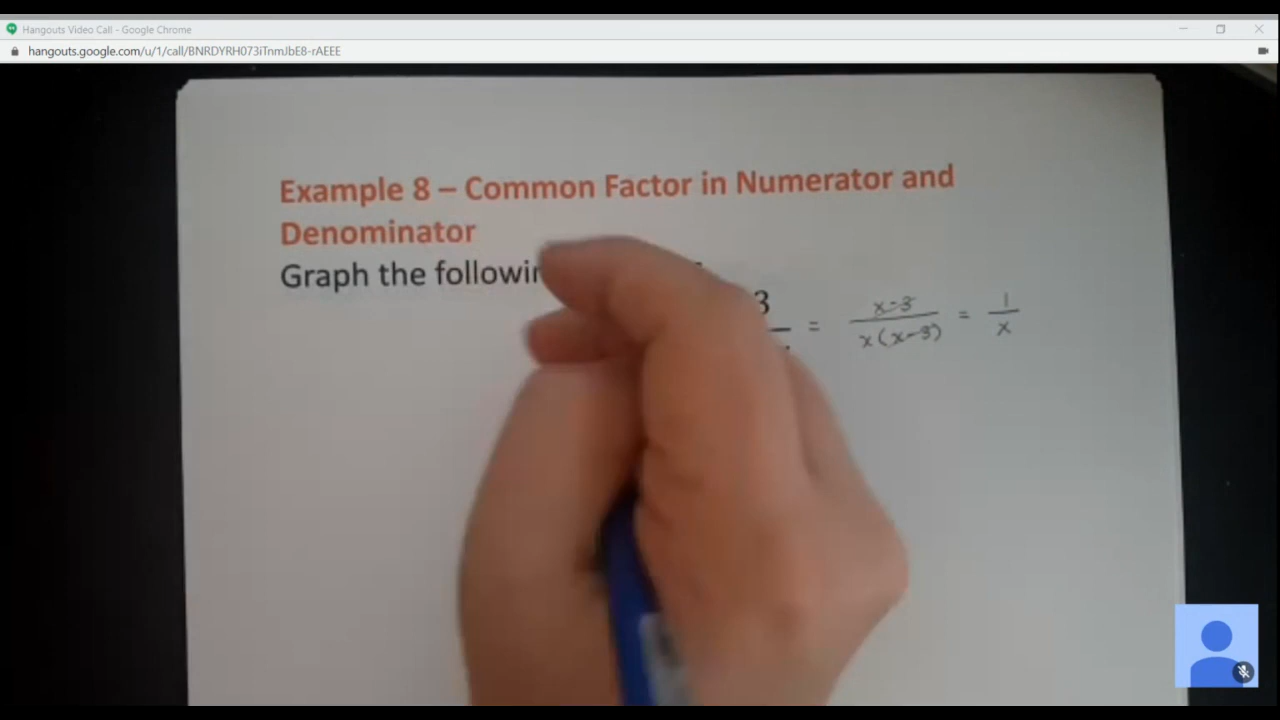 Hangouts Video Call - Google Chrome
hangouts.google.com/u/1/call/BNRDYRH073iTnmJbE8-rAEEE
Example 8 – Common Factor in Numerator and
Denominator
Graph the followin
3
= x-3 / x(x-3) = 1 / x